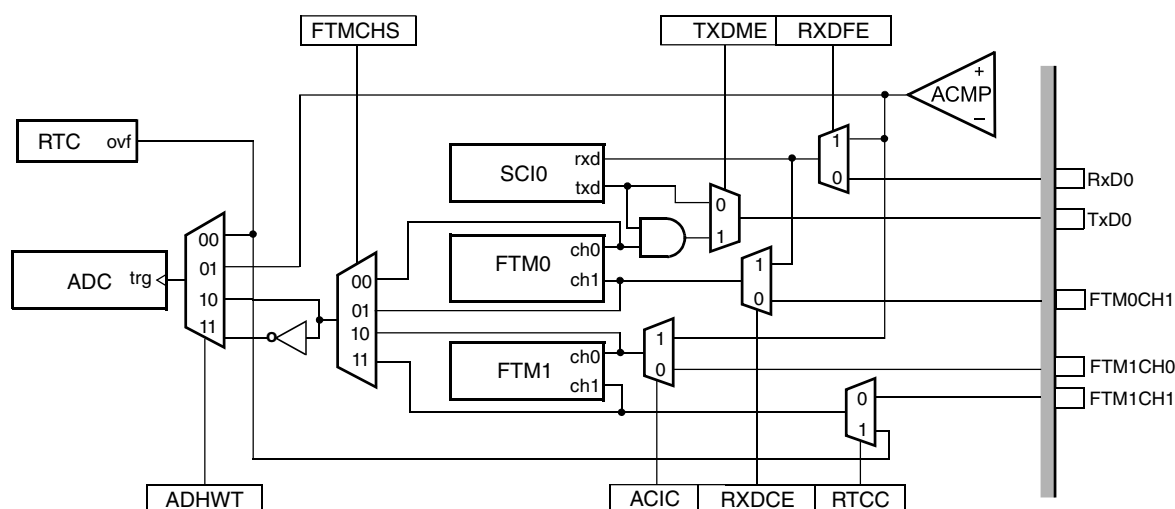 FTMCHS
TXDME
RXDFE
+
ACMP
−
RTC ovf
1
0
SCI0
rxd
txd
RxD0
0
1
TxD0
00
01
10
11
ADC trg
FTM0
ch0
ch1
00
01
10
11
1
0
FTM0CH1
FTM1
ch0
ch1
1
0
FTM1CH0
0
1
FTM1CH1
ADHWT
ACIC
RXDCE
RTCC